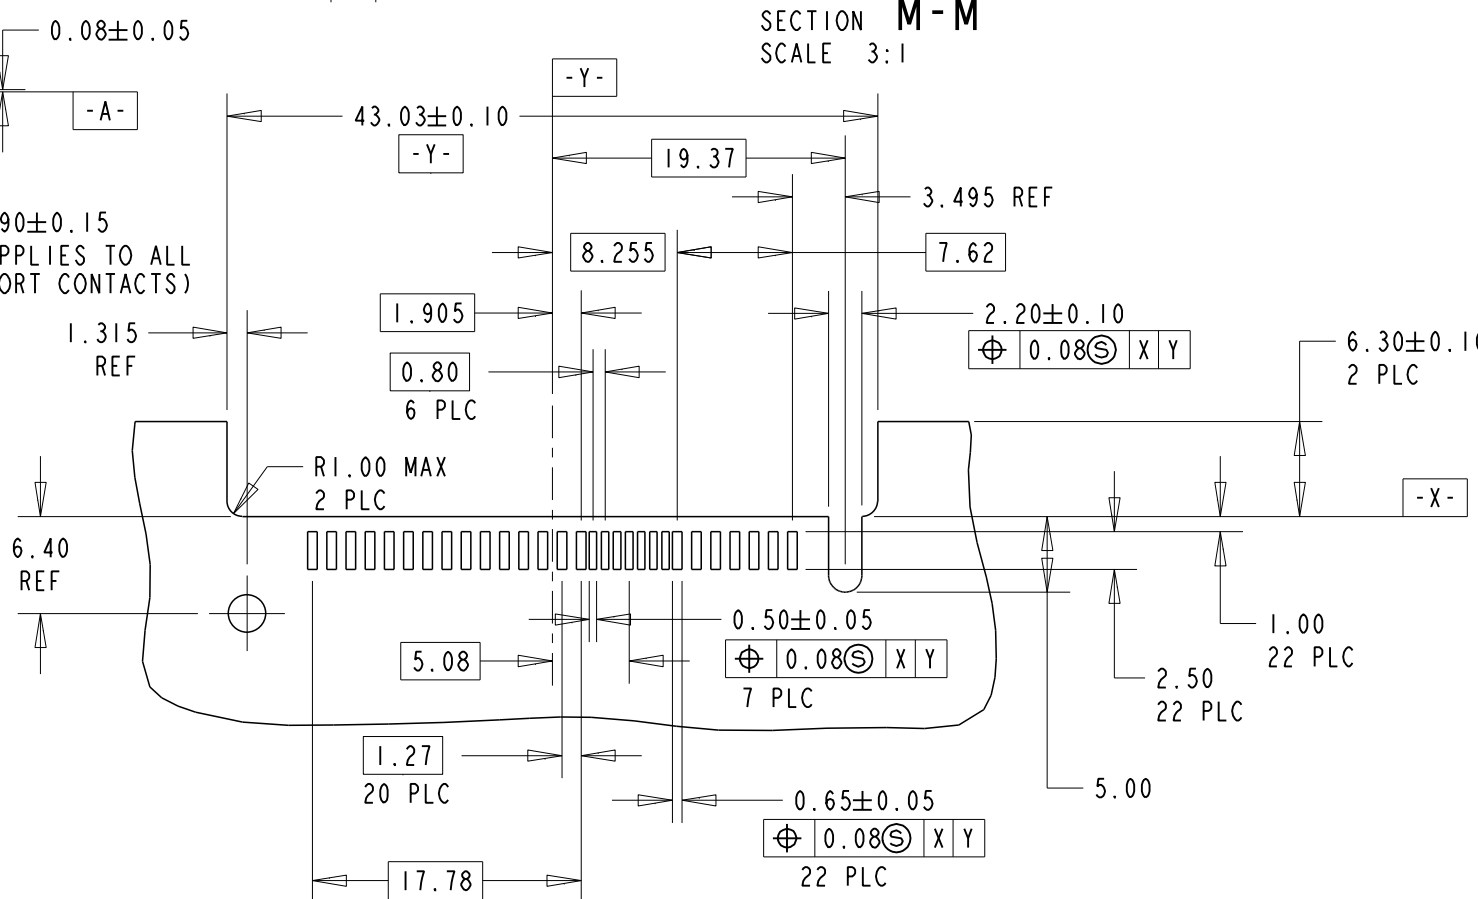 SECTION M-M
SCALE 3:1
0.08±0.05
-A-
-Y-
43.03±0.10
-Y-
19.37
3.495 REF
90±0.15
PPLIES TO ALL
ORT CONTACTS)
8.255
7.62
1.905
1.315
REF
2.20±0.10
0.08Ⓢ X Y
0.80
6 PLC
6.30±0.10
2 PLC
R1.00 MAX
2 PLC
-X-
6.40
REF
0.50±0.05
0.08Ⓢ X Y
7 PLC
5.08
1.00
22 PLC
2.50
22 PLC
1.27
20 PLC
5.00
0.65±0.05
0.08Ⓢ X Y
22 PLC
17.78